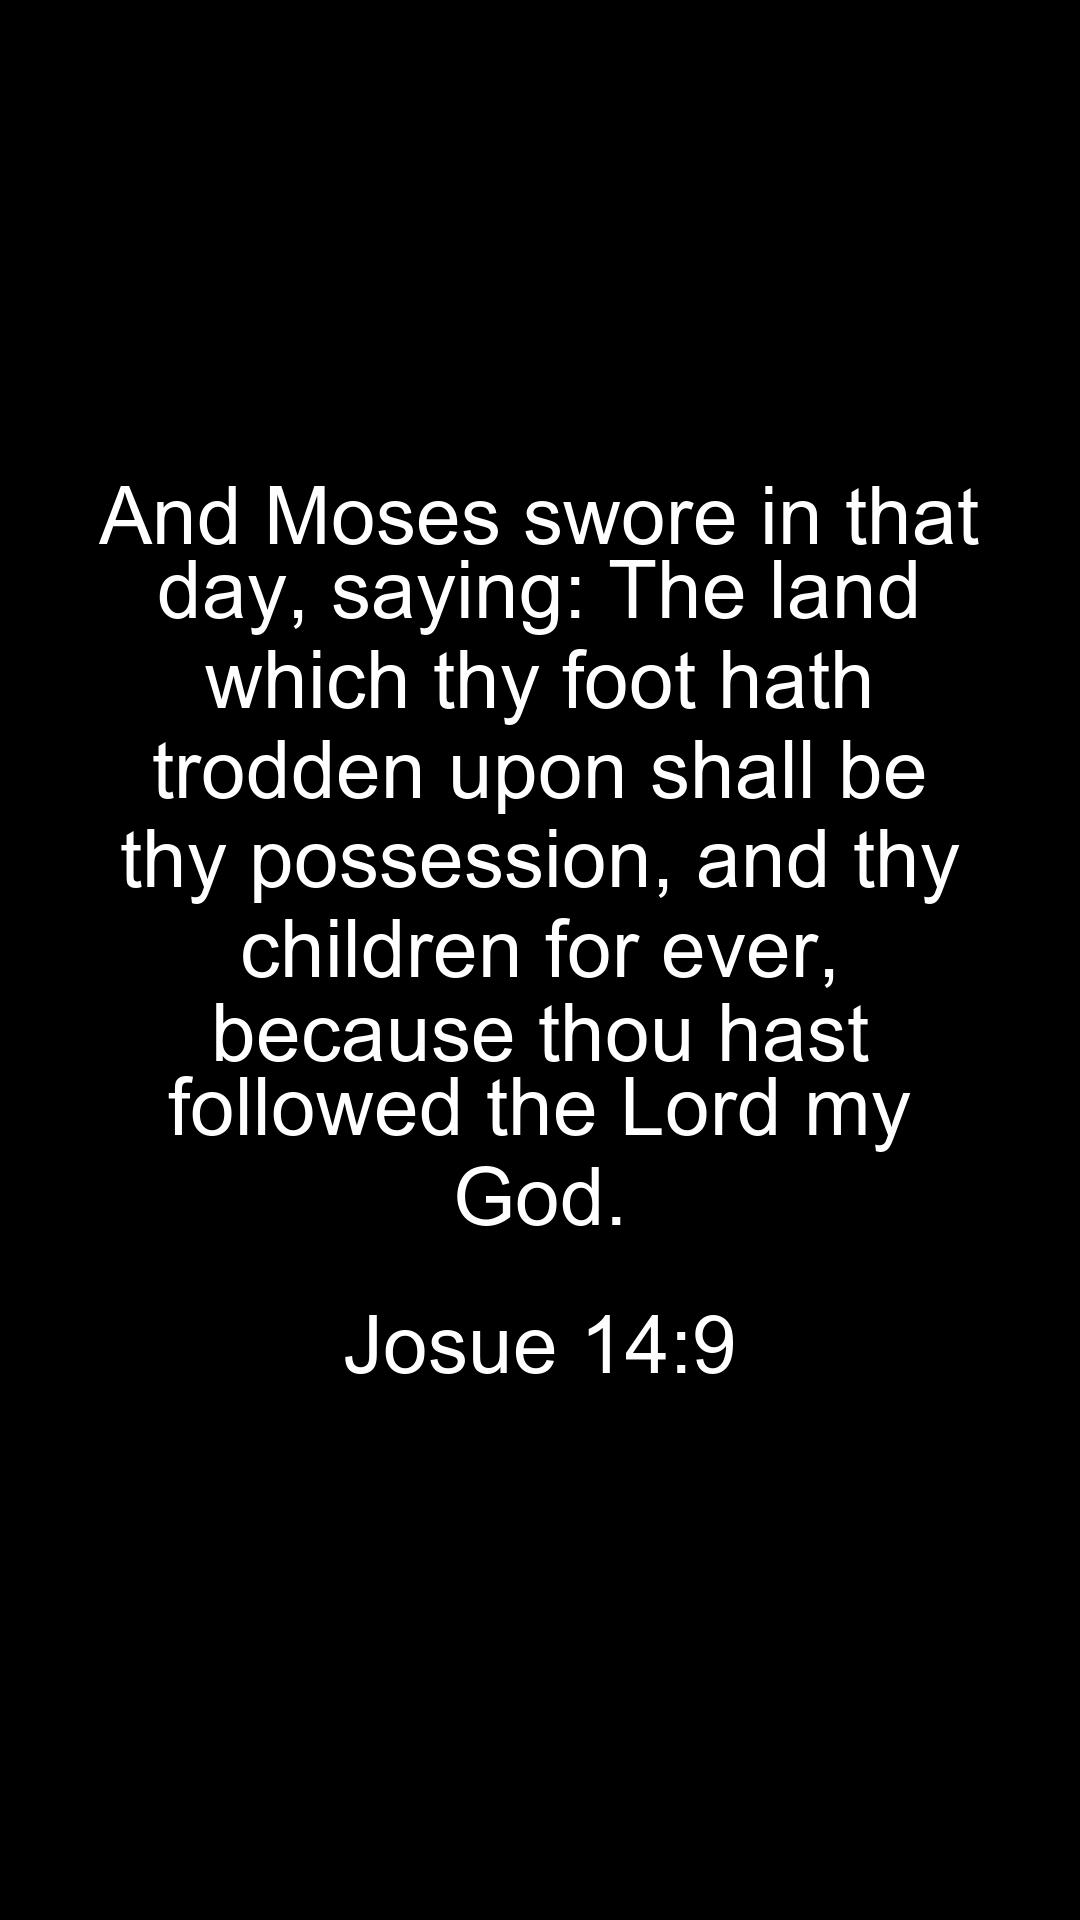 And Moses swore in that
day, saying: The land
which thy foot hath
trodden upon shall be
thy possession, and thy
children for ever,
because thou hast
followed the Lord my
God.
Josue 14:9